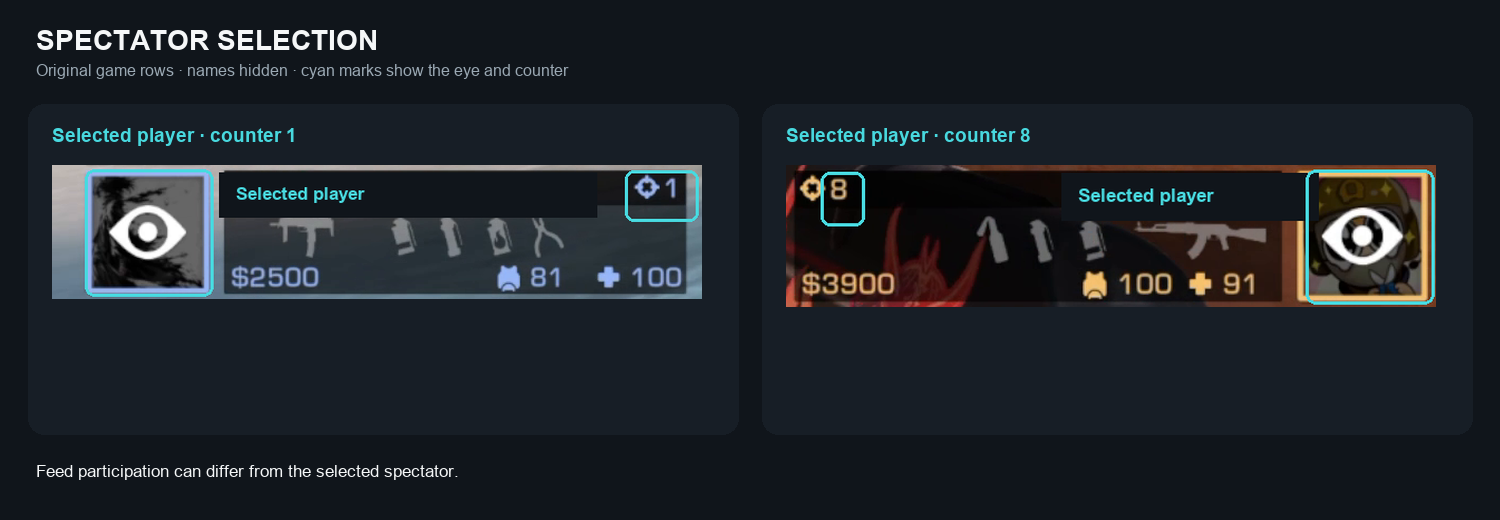 SPECTATOR SELECTION
Original game rows · names hidden · cyan marks show the eye and counter
Selected player · counter 1
Selected player
1
$2500
81
100
Selected player · counter 8
8
Selected player
$3900
100
91
Feed participation can differ from the selected spectator.